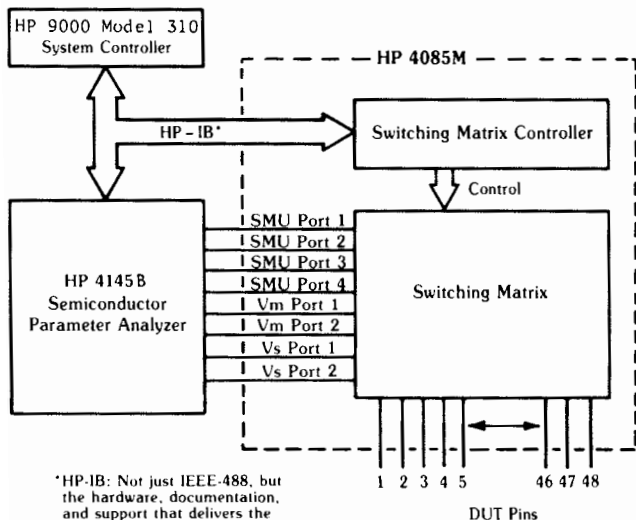 HP 9000 Model 310
System Controller
HP 4085M
HP-IB*
Switching Matrix Controller
Control
HP 4145B
Semiconductor
Parameter Analyzer
SMU Port 1
SMU Port 2
SMU Port 3
SMU Port 4
Vm Port 1
Vm Port 2
Vs Port 1
Vs Port 2
Switching Matrix
1 2 3 4 5 46 47 48
DUT Pins
*HP-IB: Not just IEEE-488, but
the hardware, documentation,
and support that delivers the